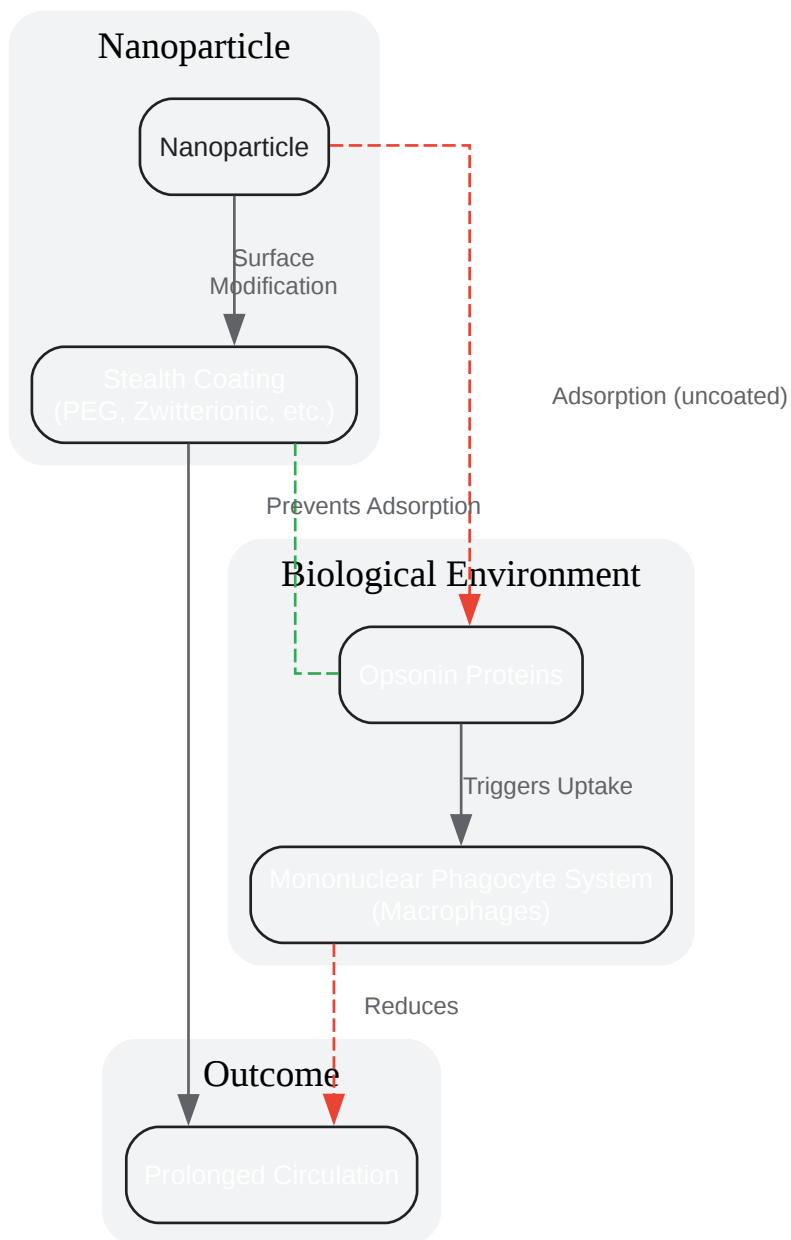 Nanoparticle
Nanoparticle
Surface
Modification
Stealth Coating
(PEG, Zwitterionic, etc.)
Adsorption (uncoated)
Prevents Adsorption
Biological Environment
Opsonin Proteins
Triggers Uptake
Mononuclear Phagocyte System
(Macrophages)
Reduces
Outcome
Prolonged Circulation